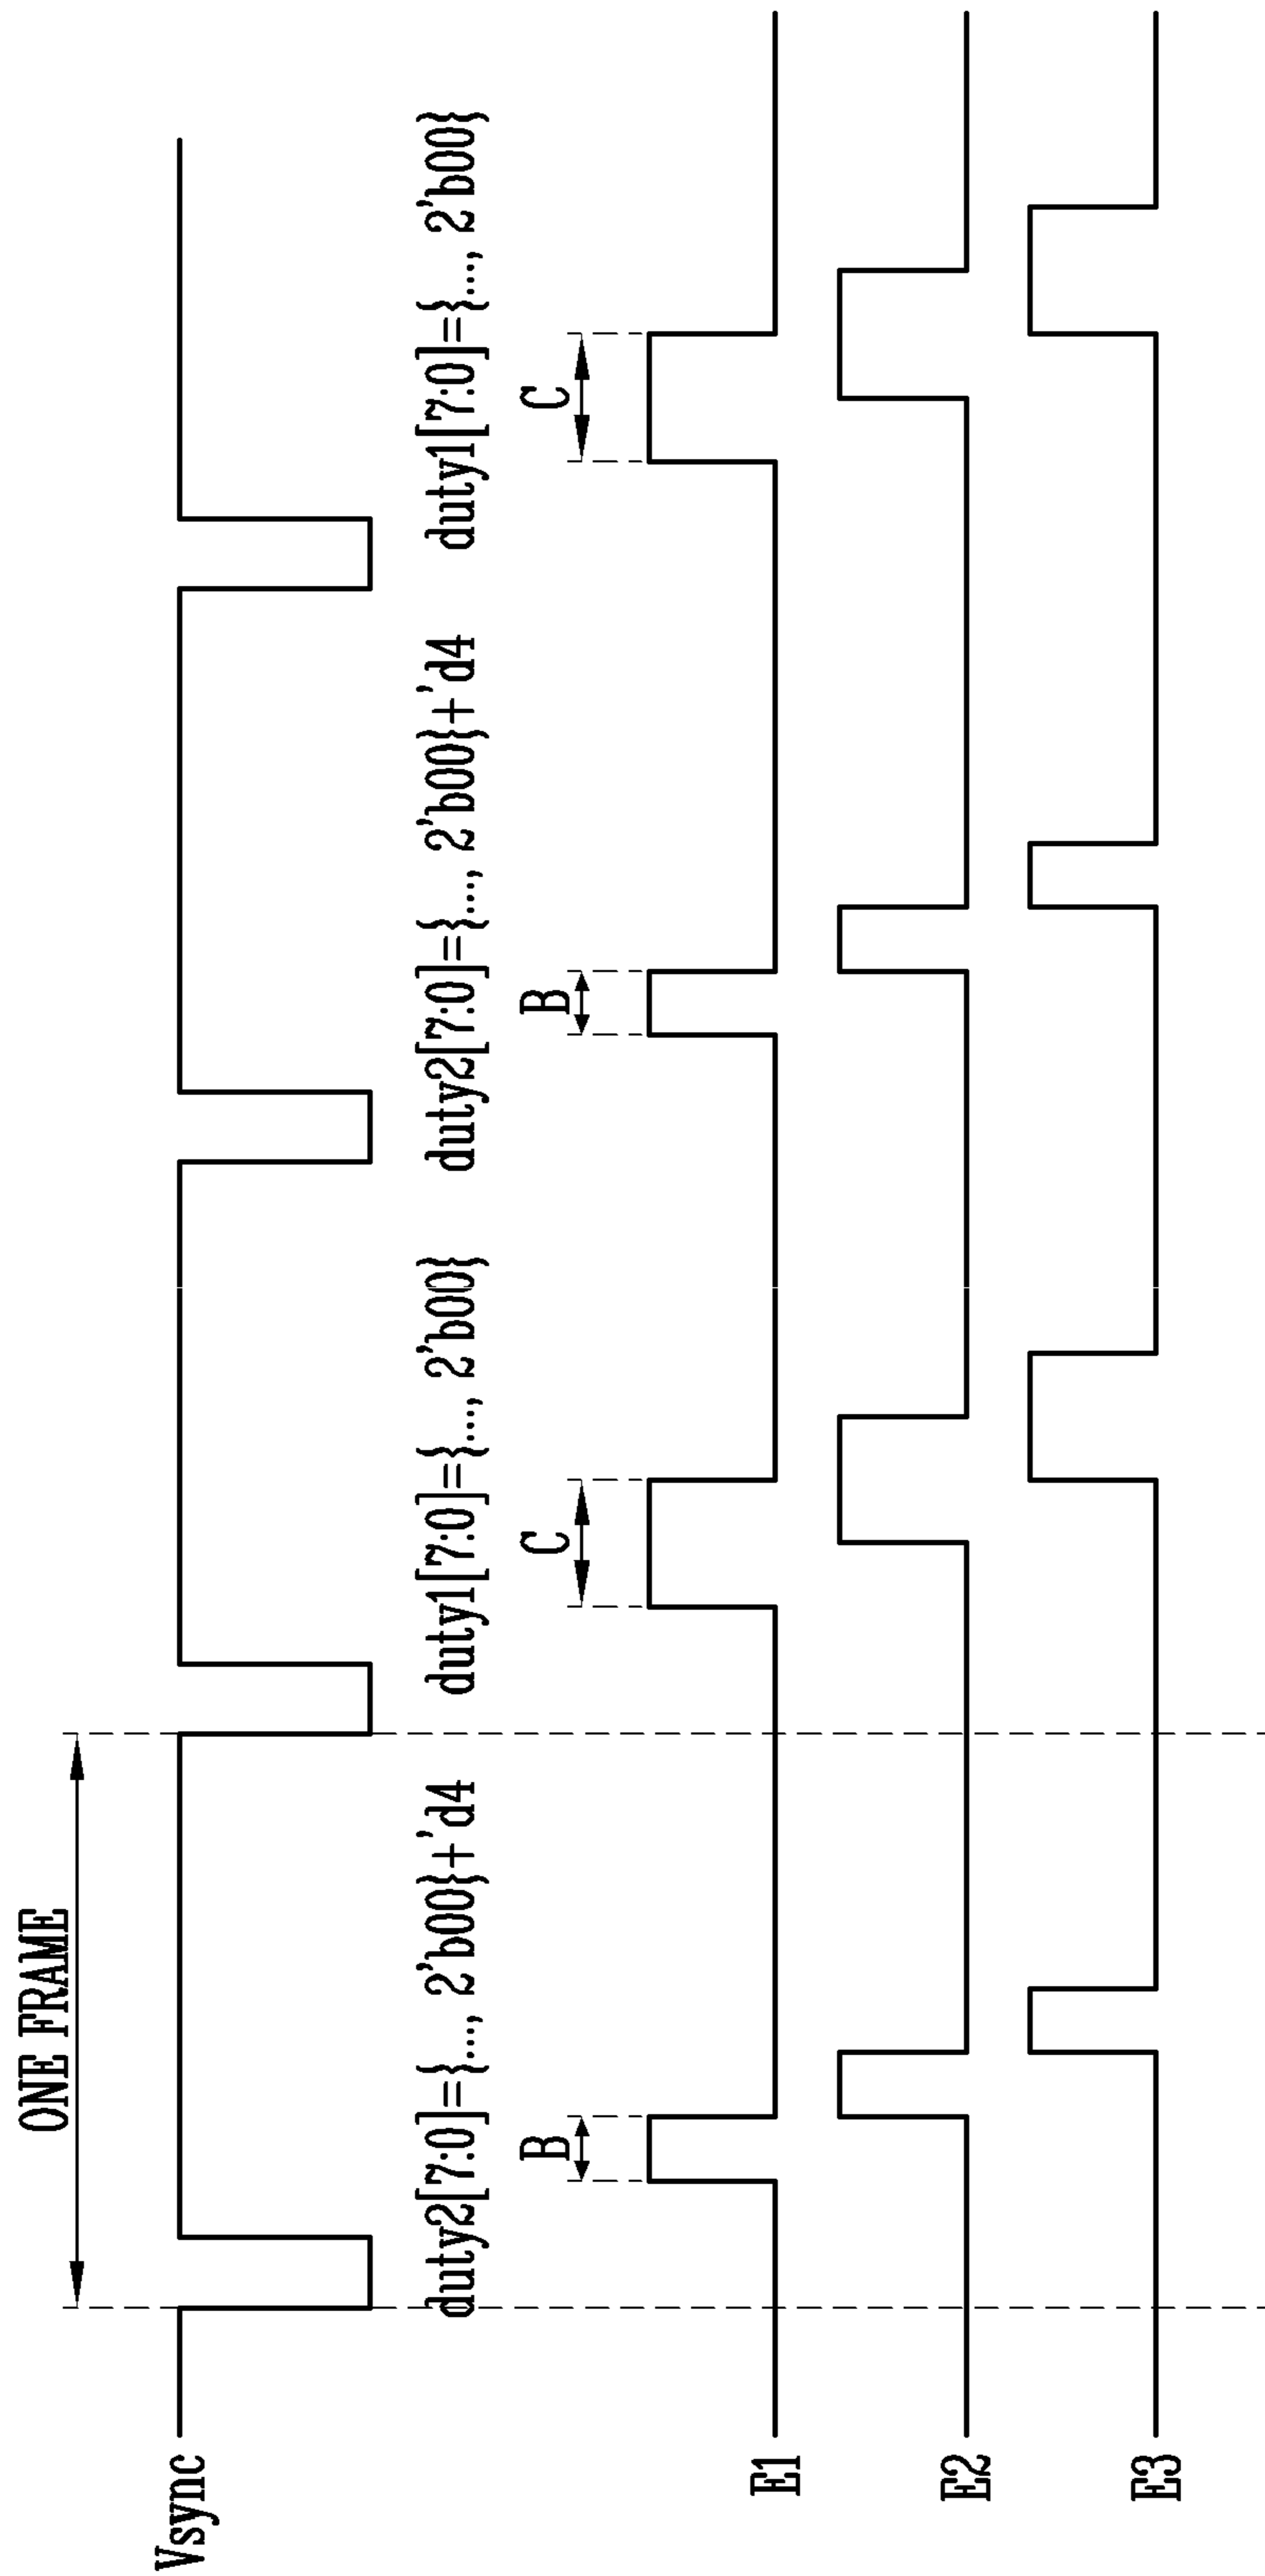 ONE FRAME
Vsync
duty2[7:0]={..., 2'b00}+'d4
duty1[7:0]={..., 2'b00}
duty2[7:0]={..., 2'b00}+'d4
duty1[7:0]={..., 2'b00}
B
C
B
C
E1
E2
E3